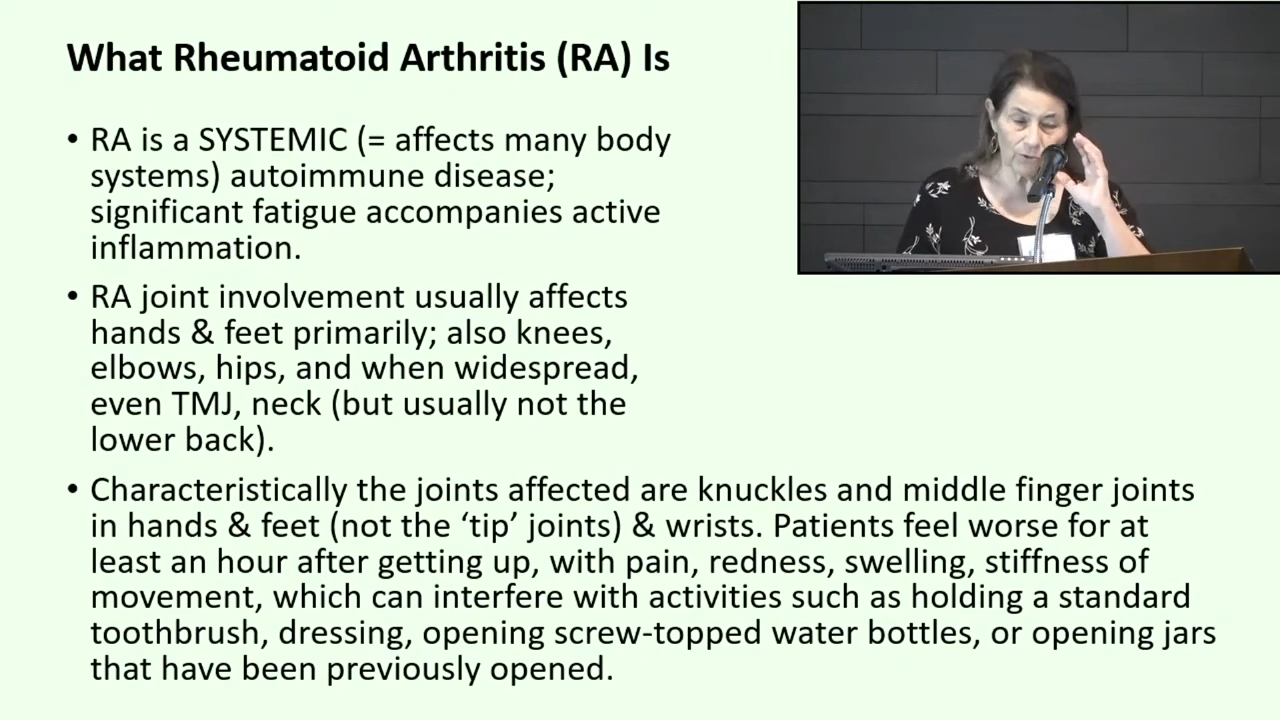 What Rheumatoid Arthritis (RA) Is
• RA is a SYSTEMIC (= affects many body
systems) autoimmune disease;
significant fatigue accompanies active
inflammation.
• RA joint involvement usually affects
hands & feet primarily; also knees,
elbows, hips, and when widespread,
even TMJ, neck (but usually not the
lower back).
• Characteristically the joints affected are knuckles and middle finger joints
in hands & feet (not the ‘tip’ joints) & wrists. Patients feel worse for at
least an hour after getting up, with pain, redness, swelling, stiffness of
movement, which can interfere with activities such as holding a standard
toothbrush, dressing, opening screw-topped water bottles, or opening jars
that have been previously opened.